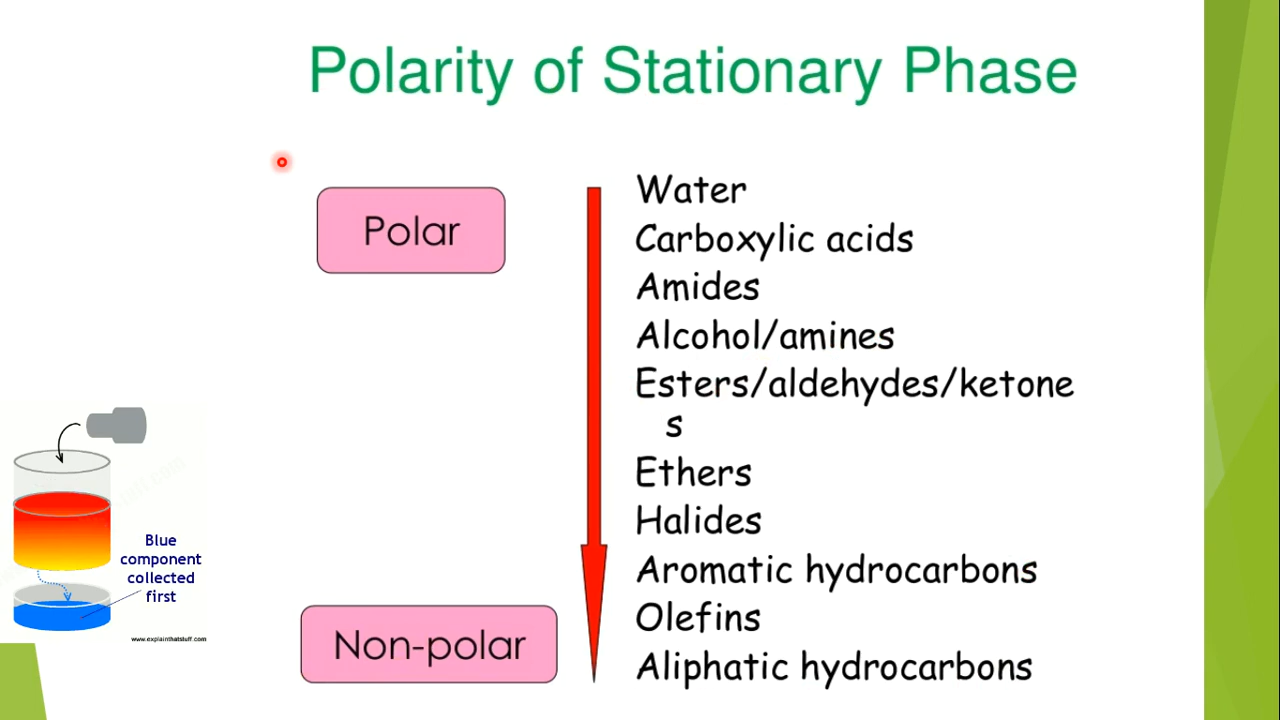 Polarity of Stationary Phase
Polar
Water
Carboxylic acids
Amides
Alcohol/amines
Esters/aldehydes/ketone
s
Ethers
Halides
Aromatic hydrocarbons
Olefins
Aliphatic hydrocarbons
Non-polar
Blue
component
collected
first
www.explainthatstuff.com